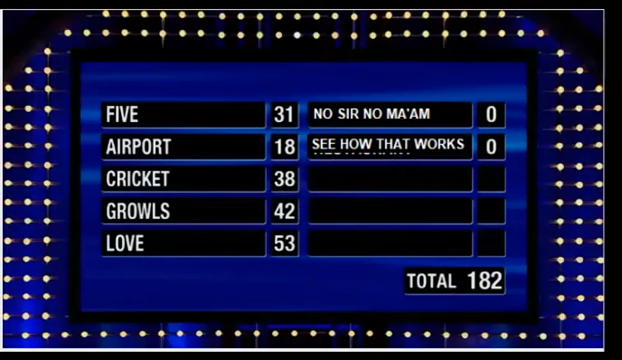 FIVE 31 NO SIR NO MA'AM 0
AIRPORT 18 SEE HOW THAT WORKS 0
CRICKET 38
GROWLS 42
LOVE 53
TOTAL 182